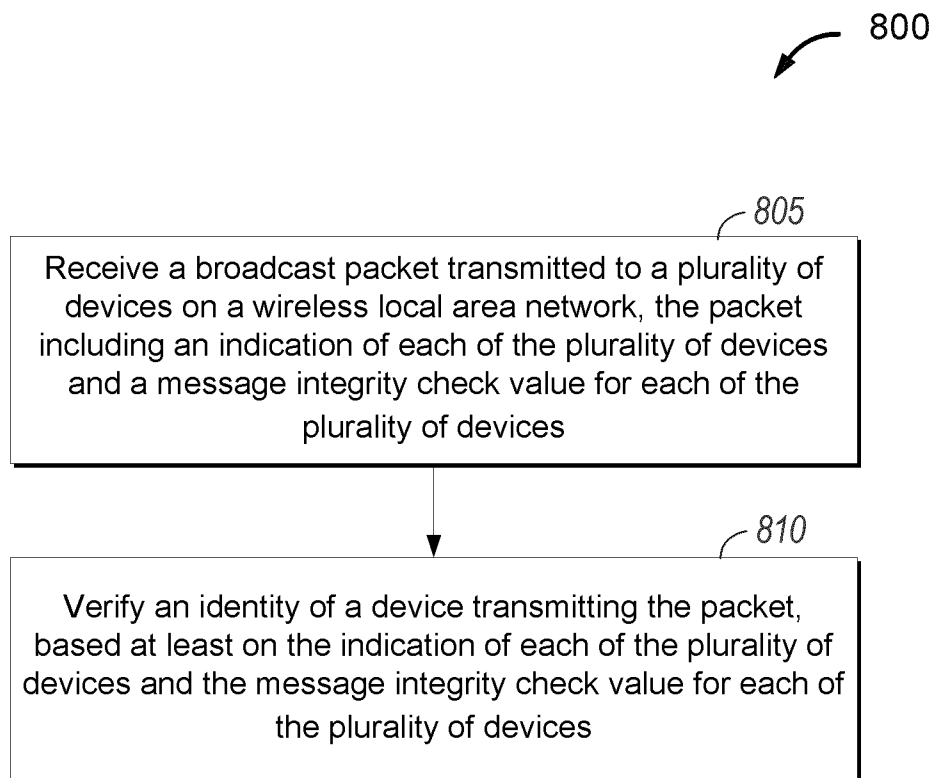 800
805
Receive a broadcast packet transmitted to a plurality of
devices on a wireless local area network, the packet
including an indication of each of the plurality of devices
and a message integrity check value for each of the
plurality of devices
810
Verify an identity of a device transmitting the packet,
based at least on the indication of each of the plurality of
devices and the message integrity check value for each of
the plurality of devices